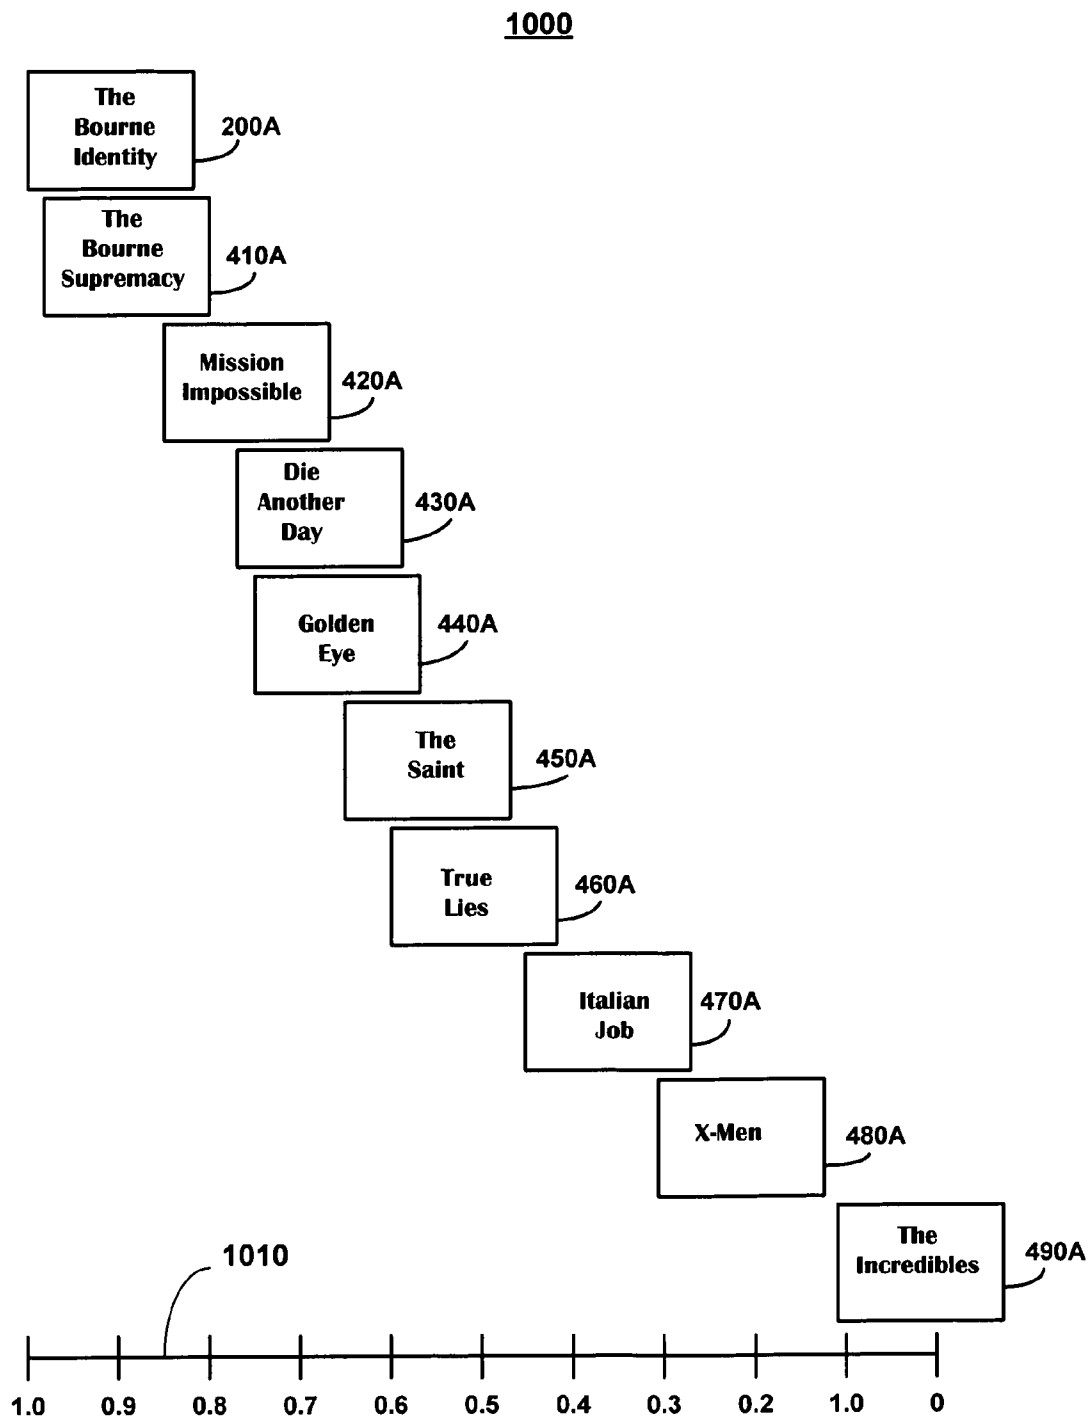 1000
The
Bourne
Identity
200A
The
Bourne
Supremacy
410A
Mission
Impossible
420A
Die
Another
Day
430A
Golden
Eye
440A
The
Saint
450A
True
Lies
460A
Italian
Job
470A
X-Men
480A
The
Incredibles
490A
1010
1.0 0.9 0.8 0.7 0.6 0.5 0.4 0.3 0.2 1.0 0